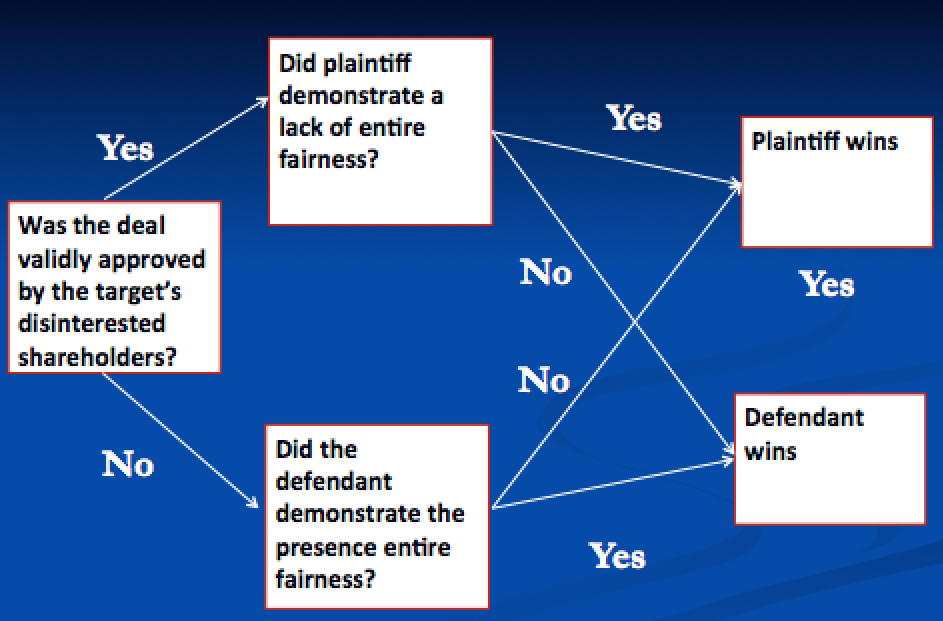 Did plaintiff
demonstrate a
lack of entire
fairness?
Yes
Yes
Plaintiff wins
Was the deal
validly approved
by the target's
disinterested
shareholders?
No
Yes
No
No
Did the
defendant
demonstrate the
presence entire
fairness?
Defendant
wins
Yes